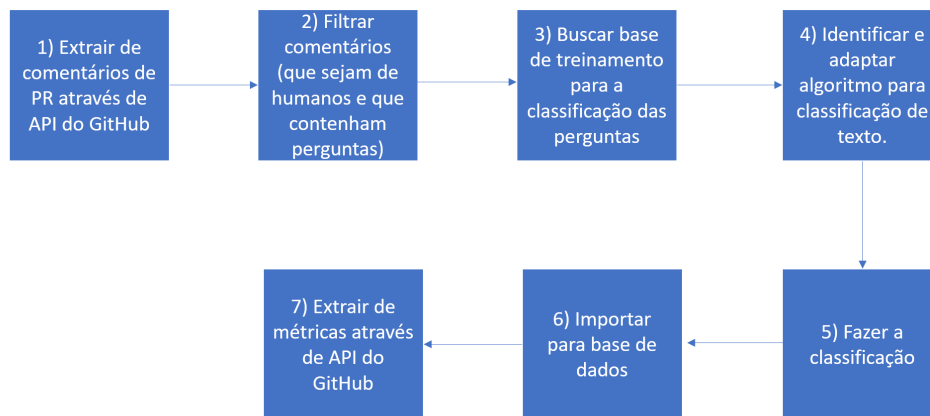 1) Extrair de
comentários de
PR através de
API do GitHub
2) Filtrar
comentários
(que sejam de
humanos e que
contenham
perguntas)
3) Buscar base
de treinamento
para a
classificação das
perguntas
4) Identificar e
adaptar
algoritmo para
classificação de
texto.
5) Fazer a
classificação
6) Importar
para base de
dados
7) Extrair de
métricas através
de API do
GitHub